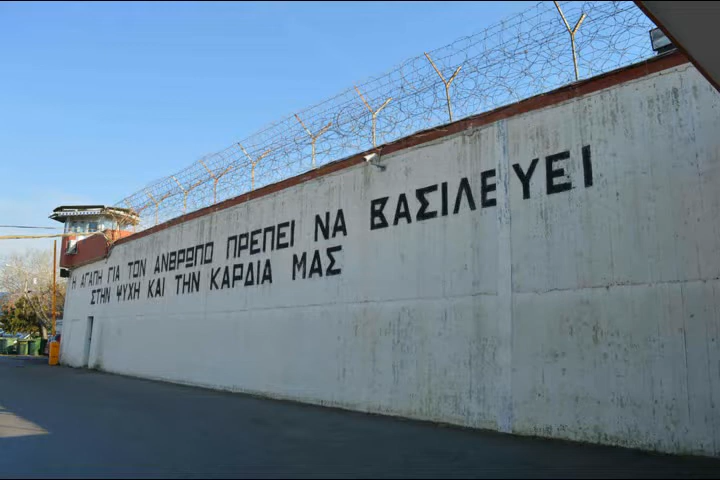 Η ΑΓΑΠΗ ΓΙΑ ΤΟΝ ΑΝΘΡΩΠΟ ΠΡΕΠΕΙ ΝΑ ΒΑΣΙΛΕΥΕΙ
ΣΤΗΝ ΨΥΧΗ ΚΑΙ ΤΗΝ ΚΑΡΔΙΑ ΜΑΣ